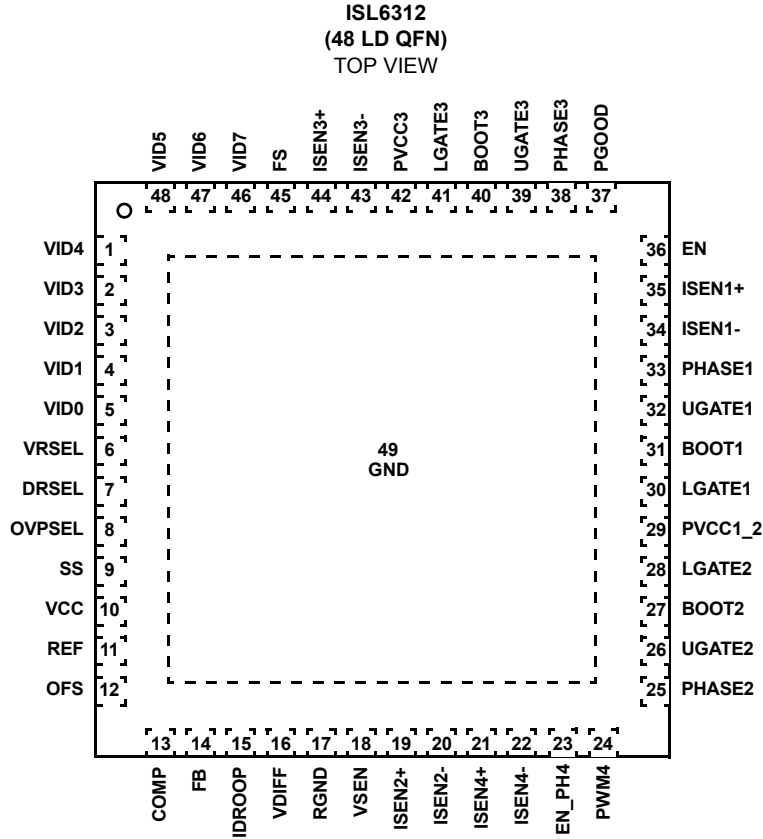 ISL6312
(48 LD QFN)
TOP VIEW
VID5
VID6
VID7
FS
ISEN3+
ISEN3-
PVCC3
LGATE3
BOOT3
UGATE3
PHASE3
PGOOD
48 47 46 45 44 43 42 41 40 39 38 37
VID4 1
VID3 2
VID2 3
VID1 4
VID0 5
VRSEL 6
DRSEL 7
OVPSEL 8
SS 9
VCC 10
REF 11
OFS 12
49
GND
36 EN
35 ISEN1+
34 ISEN1-
33 PHASE1
32 UGATE1
31 BOOT1
30 LGATE1
29 PVCC1_2
28 LGATE2
27 BOOT2
26 UGATE2
25 PHASE2
13 14 15 16 17 18 19 20 21 22 23 24
COMP
FB
IDROOP
VDIFF
RGND
VSEN
ISEN2+
ISEN2-
ISEN4+
ISEN4-
EN_PH4
PWM4